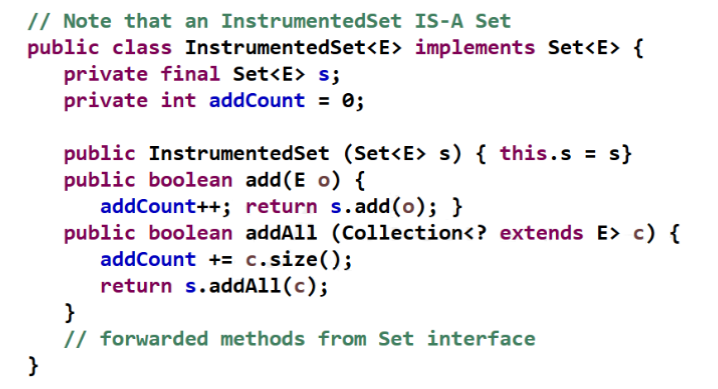 // Note that an InstrumentedSet IS-A Set
public class InstrumentedSet<E> implements Set<E> {
private final Set<E> s;
private int addCount = 0;
public InstrumentedSet (Set<E> s) { this.s = s}
public boolean add(E o) {
addCount++; return s.add(o); }
public boolean addAll (Collection<? extends E> c) {
addCount += c.size();
return s.addAll(c);
}
// forwarded methods from Set interface
}